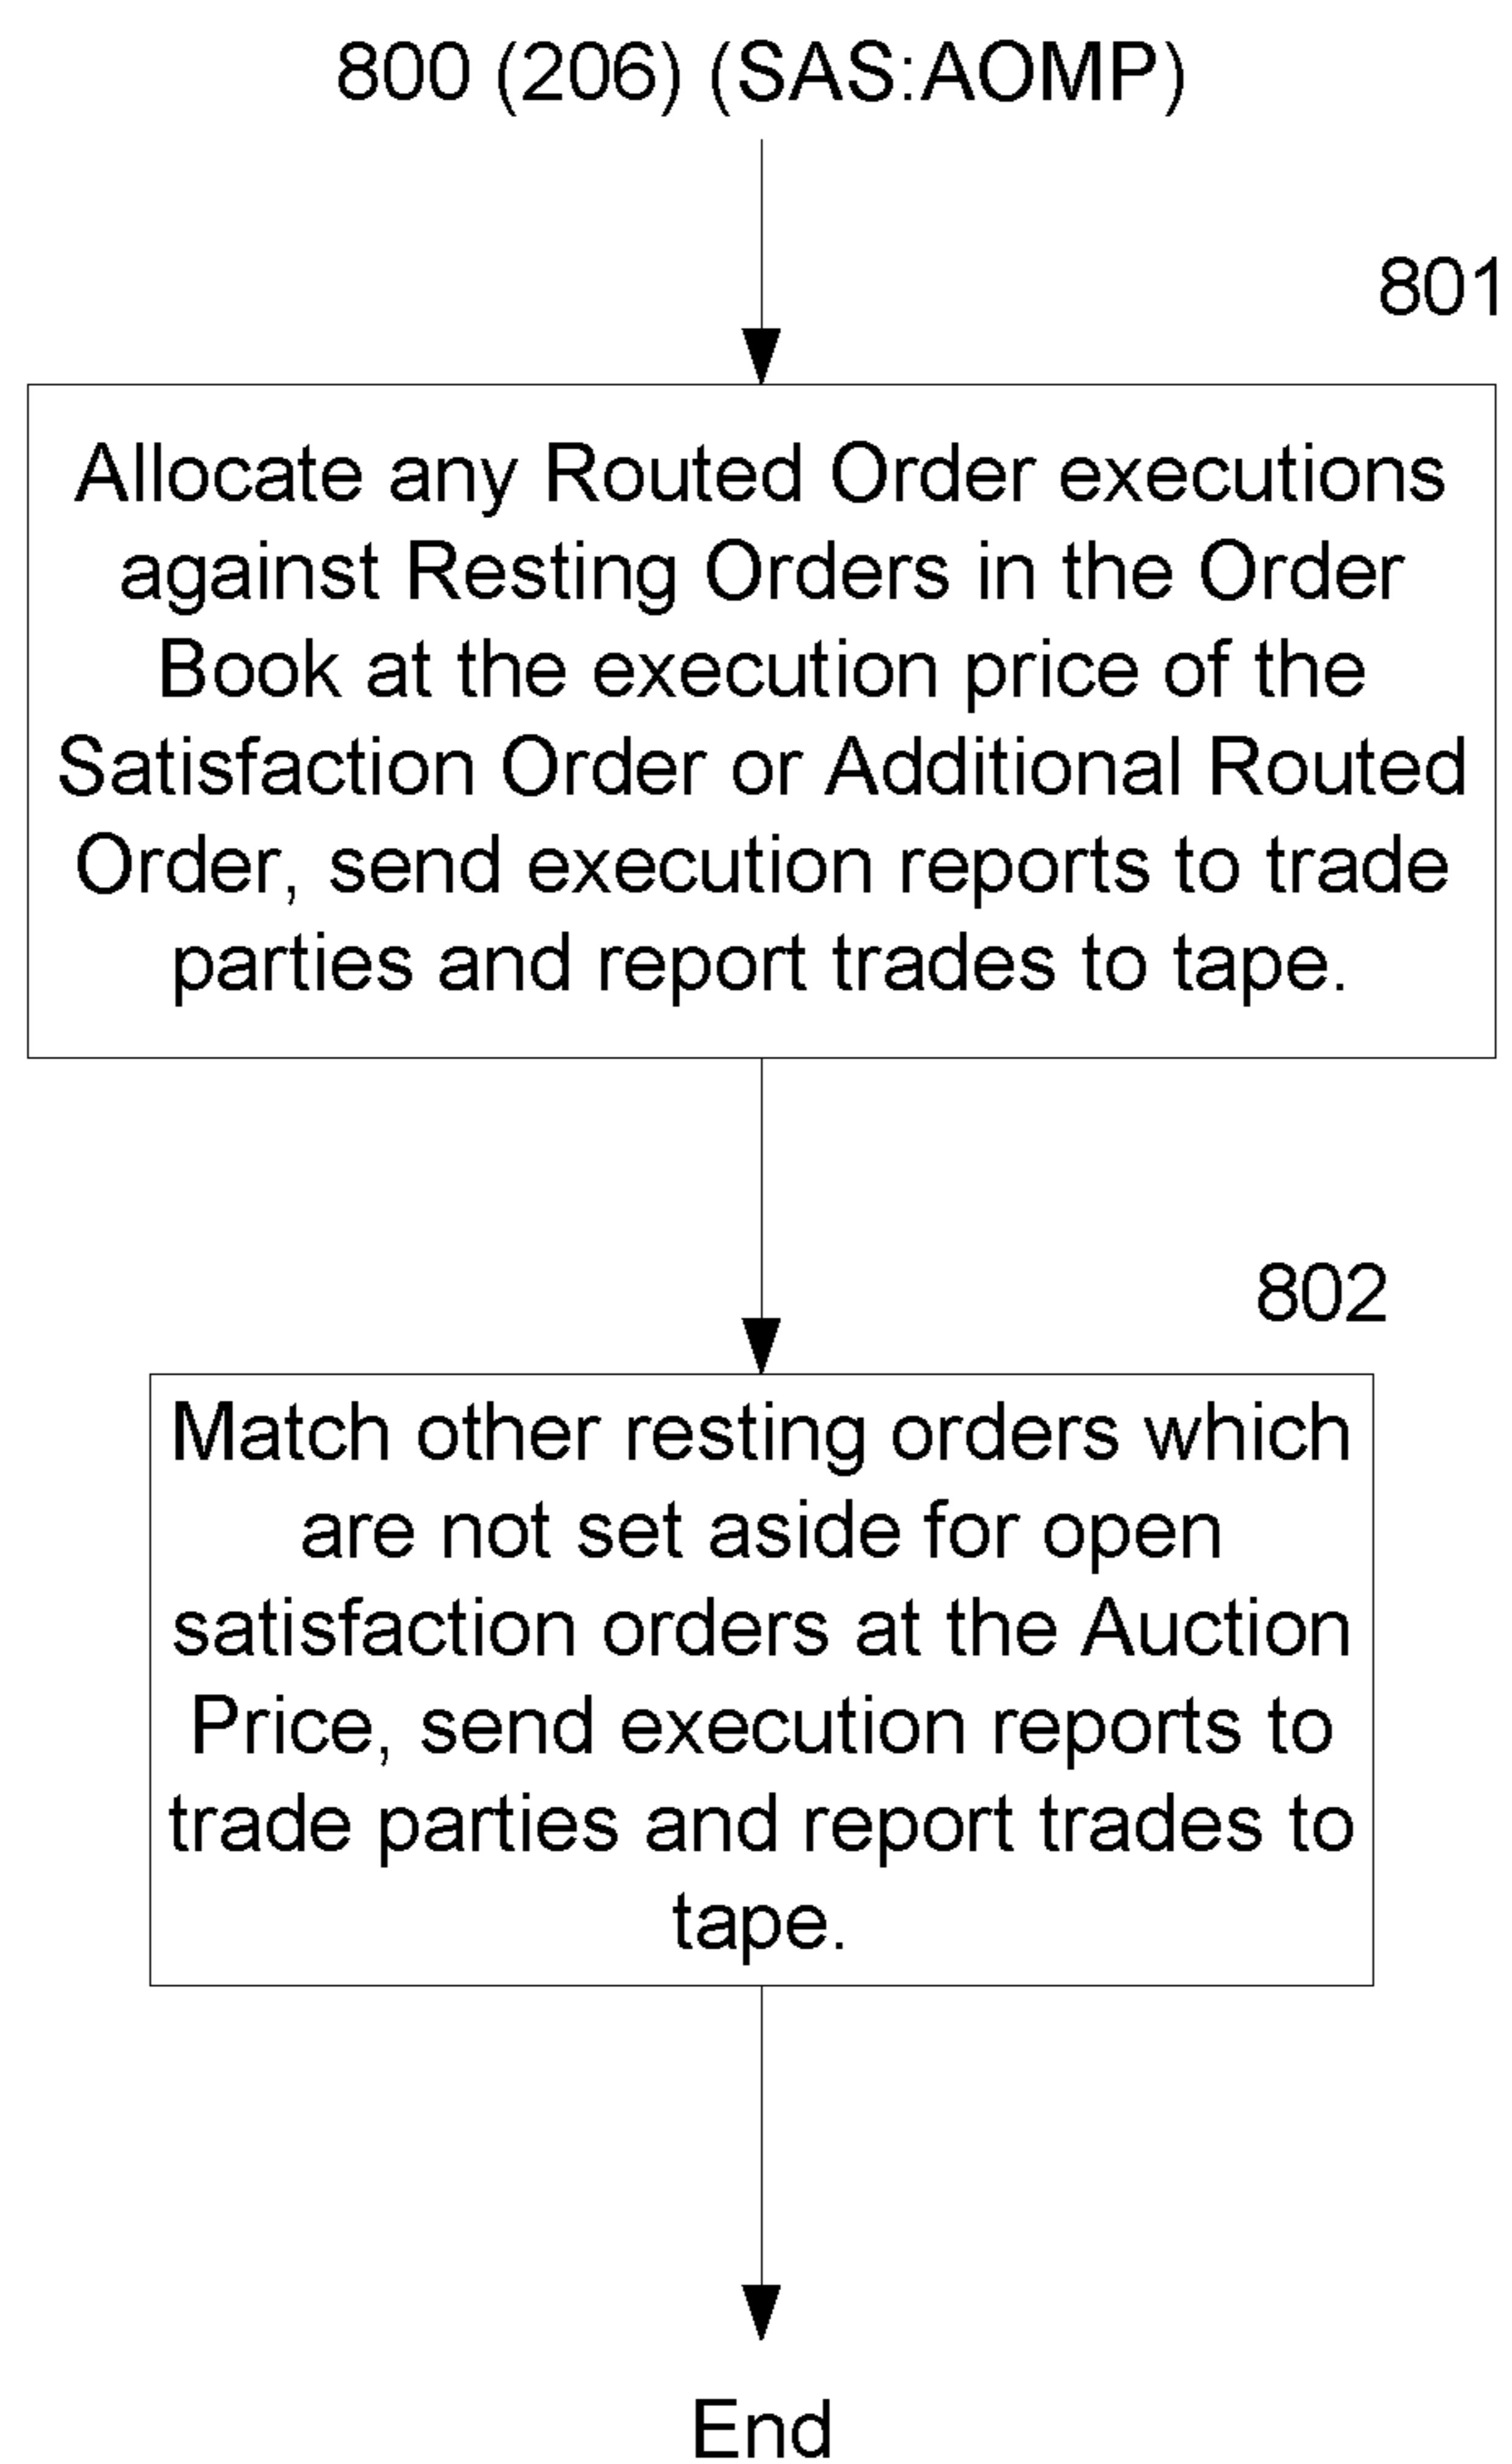 800 (206) (SAS:AOMP)
801
Allocate any Routed Order executions
against Resting Orders in the Order
Book at the execution price of the
Satisfaction Order or Additional Routed
Order, send execution reports to trade
parties and report trades to tape.
802
Match other resting orders which
are not set aside for open
satisfaction orders at the Auction
Price, send execution reports to
trade parties and report trades to
tape.
End